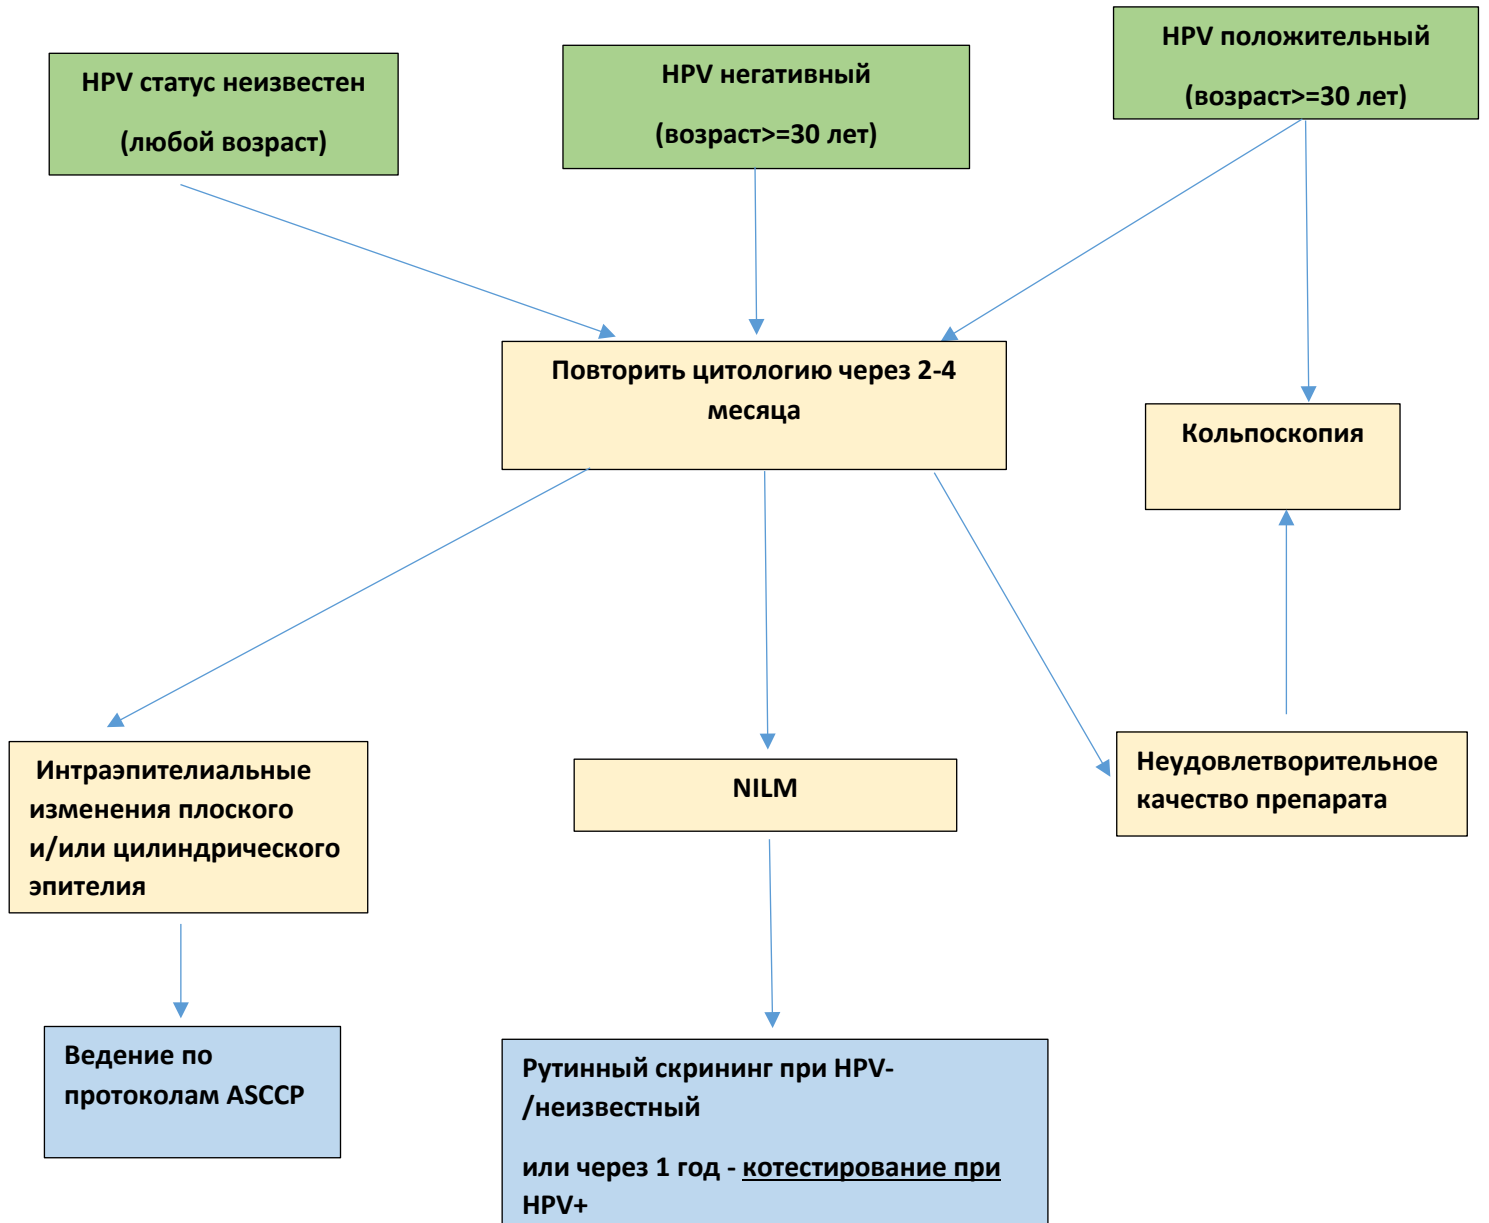 HPV статус неизвестен
(любой возраст)
HPV негативный
(возраст>=30 лет)
HPV положительный
(возраст>=30 лет)
Повторить цитологию через 2-4
месяца
Кольпоскопия
Интраэпителиальные
изменения плоского
и/или цилиндрического
эпителия
NILM
Неудовлетворительное
качество препарата
Ведение по
протоколам ASCCP
Рутинный скрининг при HPV-
/неизвестный
или через 1 год - котестирование при
HPV+